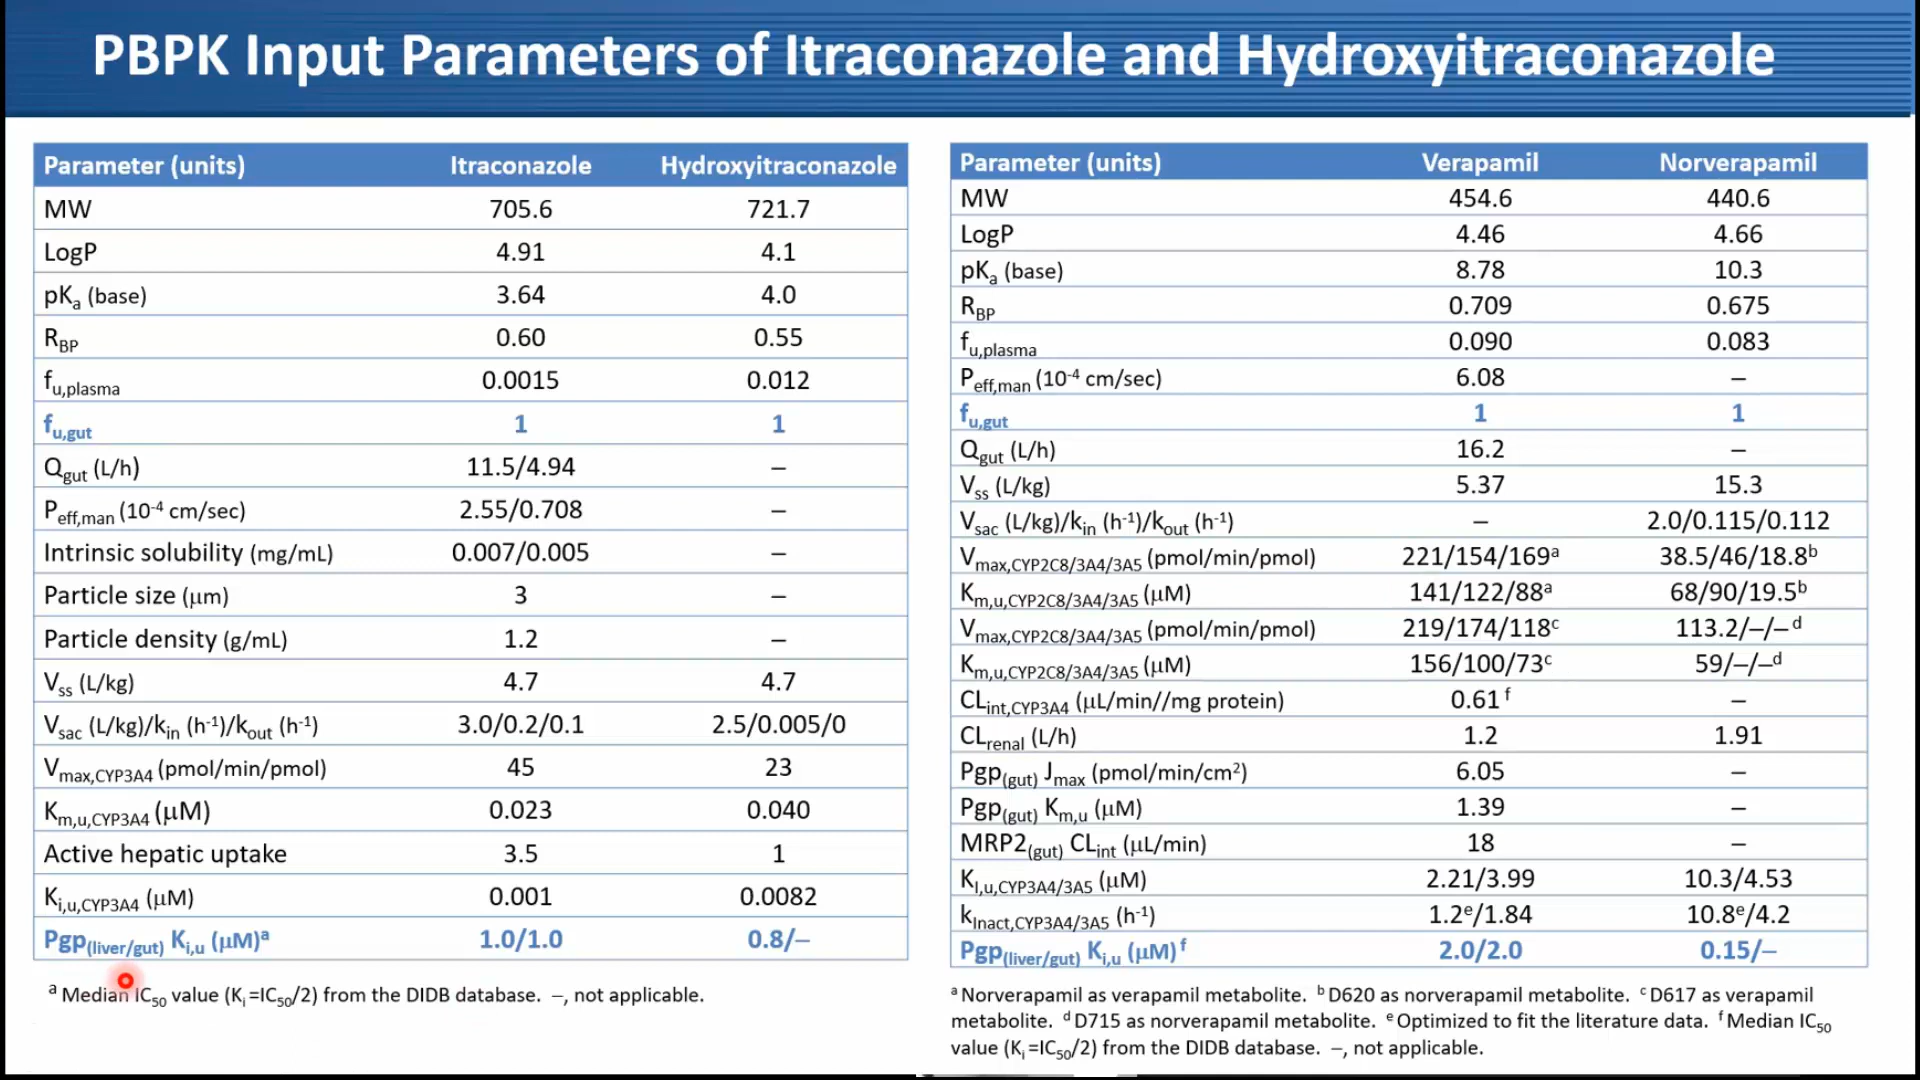 PBPK Input Parameters of Itraconazole and Hydroxyitraconazole
Parameter (units) Itraconazole Hydroxyitraconazole
MW 705.6 721.7
LogP 4.91 4.1
pKa (base) 3.64 4.0
RBP 0.60 0.55
fu,plasma 0.0015 0.012
fu,gut 1 1
Qgut (L/h) 11.5/4.94 –
Peff,man (10-4 cm/sec) 2.55/0.708 –
Intrinsic solubility (mg/mL) 0.007/0.005 –
Particle size (µm) 3 –
Particle density (g/mL) 1.2 –
Vss (L/kg) 4.7 4.7
Vsac (L/kg)/kin (h-1)/kout (h-1) 3.0/0.2/0.1 2.5/0.005/0
Vmax,CYP3A4 (pmol/min/pmol) 45 23
Km,u,CYP3A4 (µM) 0.023 0.040
Active hepatic uptake 3.5 1
Ki,u,CYP3A4 (µM) 0.001 0.0082
Pgp(liver/gut) Ki,u (µM)a 1.0/1.0 0.8/–
a Median IC50 value (Ki =IC50/2) from the DIDB database. –, not applicable.
Parameter (units) Verapamil Norverapamil
MW 454.6 440.6
LogP 4.46 4.66
pKa (base) 8.78 10.3
RBP 0.709 0.675
fu,plasma 0.090 0.083
Peff,man (10-4 cm/sec) 6.08 –
fu,gut 1 1
Qgut (L/h) 16.2 –
Vss (L/kg) 5.37 15.3
Vsac (L/kg)/kin (h-1)/kout (h-1) – 2.0/0.115/0.112
Vmax,CYP2C8/3A4/3A5 (pmol/min/pmol) 221/154/169a 38.5/46/18.8b
Km,u,CYP2C8/3A4/3A5 (µM) 141/122/88a 68/90/19.5b
Vmax,CYP2C8/3A4/3A5 (pmol/min/pmol) 219/174/118c 113.2/–/– d
Km,u,CYP2C8/3A4/3A5 (µM) 156/100/73c 59/–/–d
CLint,CYP3A4 (µL/min//mg protein) 0.61 f –
CLrenal (L/h) 1.2 1.91
Pgp(gut) Jmax (pmol/min/cm2) 6.05 –
Pgp(gut) Km,u (µM) 1.39 –
MRP2(gut) CLint (µL/min) 18 –
KI,u,CYP3A4/3A5 (µM) 2.21/3.99 10.3/4.53
kInact,CYP3A4/3A5 (h-1) 1.2e/1.84 10.8e/4.2
Pgp(liver/gut) Ki,u (µM) f 2.0/2.0 0.15/–
a Norverapamil as verapamil metabolite. b D620 as norverapamil metabolite. c D617 as verapamil
metabolite. d D715 as norverapamil metabolite. e Optimized to fit the literature data. f Median IC50
value (Ki =IC50/2) from the DIDB database. –, not applicable.